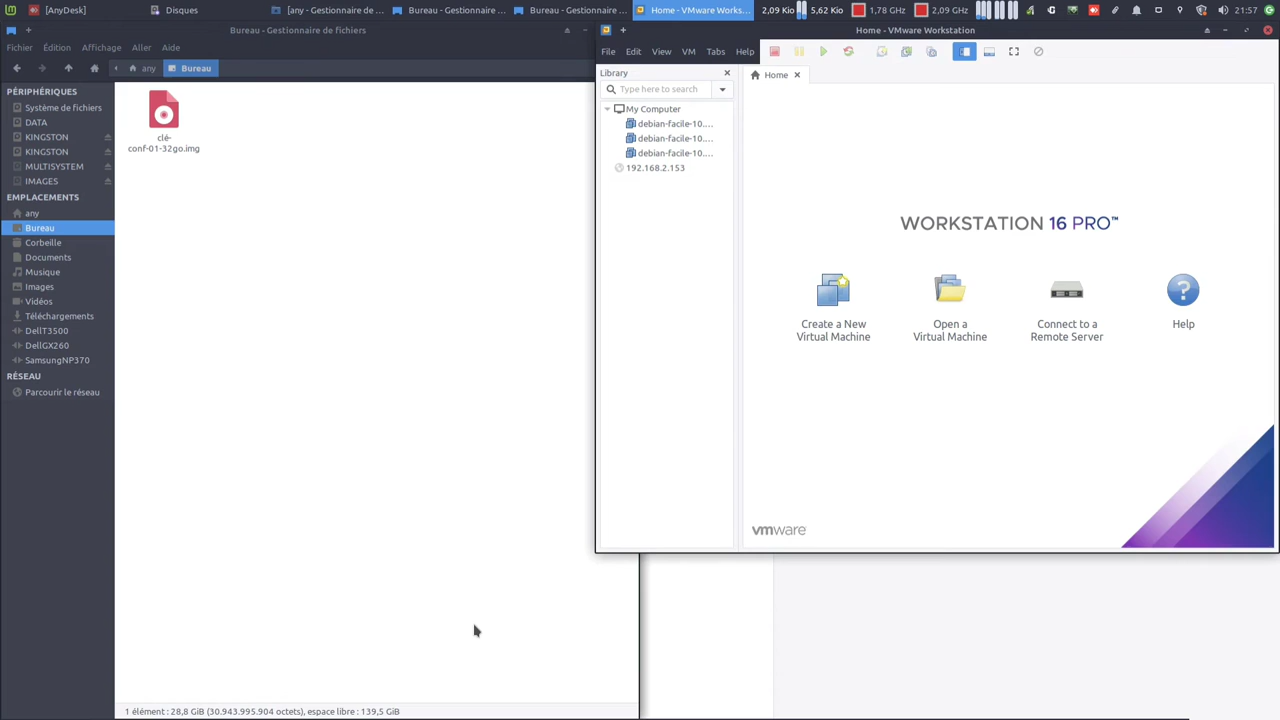 [AnyDesk]
Disques
[any - Gestionnaire de ...
Bureau - Gestionnaire ...
Bureau - Gestionnaire ...
Home - VMware Works...
2,09 Kio
5,62 Kio
1,78 GHz
2,09 GHz
21:57
Bureau - Gestionnaire de fichiers
Fichier Édition Affichage Aller Aide
any
Bureau
PÉRIPHÉRIQUES
Système de fichiers
DATA
KINGSTON
KINGSTON
MULTISYSTEM
IMAGES
EMPLACEMENTS
any
Bureau
Corbeille
Documents
Musique
Images
Vidéos
Téléchargements
DellT3500
DellGX260
SamsungNP370
RÉSEAU
Parcourir le réseau
clé-
conf-01-32go.img
1 élément : 28,8 GiB (30.943.995.904 octets), espace libre : 139,5 GiB
Home - VMware Workstation
File Edit View VM Tabs Help
Library
Type here to search
My Computer
debian-facile-10....
debian-facile-10....
debian-facile-10....
192.168.2.153
Home
WORKSTATION 16 PRO™
Create a New
Virtual Machine
Open a
Virtual Machine
Connect to a
Remote Server
Help
vmware